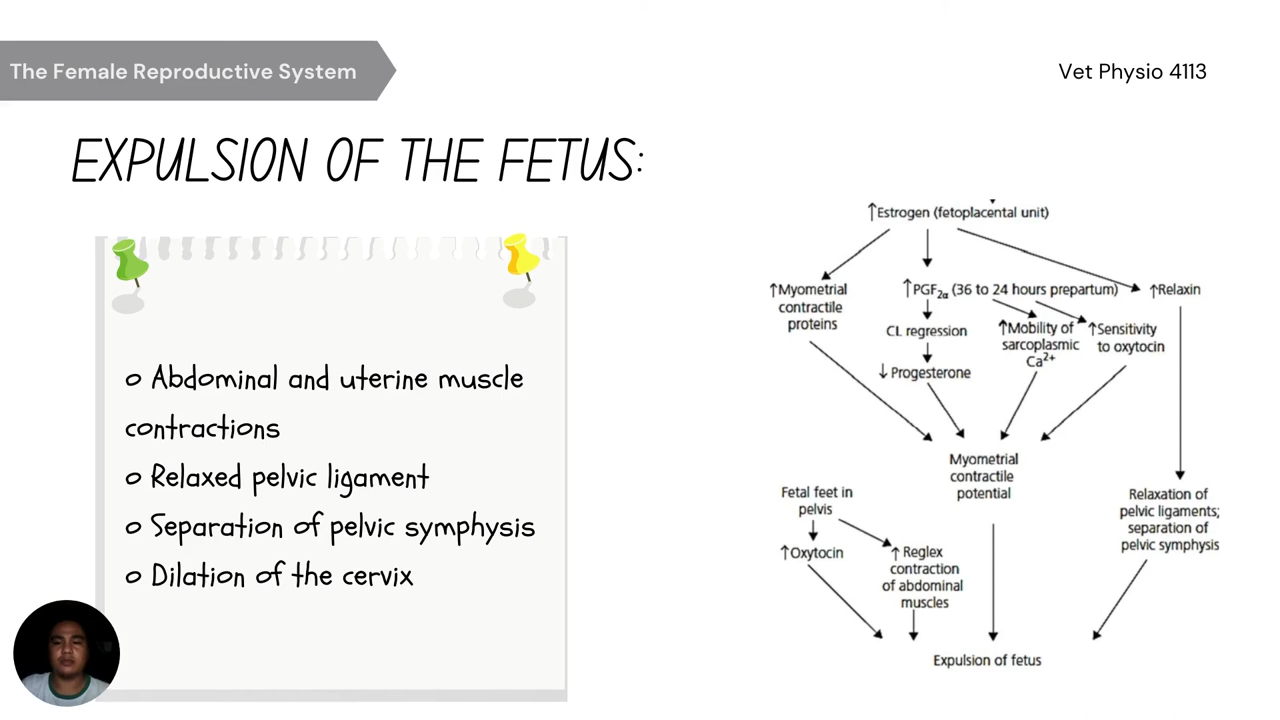 The Female Reproductive System
Vet Physio 4113
EXPULSION OF THE FETUS:
o Abdominal and uterine muscle
contractions
o Relaxed pelvic ligament
o Separation of pelvic symphysis
o Dilation of the cervix
↑Estrogen (fetoplacental unit)
↑Myometrial
contractile
proteins
↑PGF2α (36 to 24 hours prepartum)
↑Relaxin
CL regression
↓ Progesterone
↑Mobility of
sarcoplasmic
Ca2+
↑Sensitivity
to oxytocin
Myometrial
contractile
potential
Fetal feet in
pelvis
↑Oxytocin
↑ Reglex
contraction
of abdominal
muscles
Relaxation of
pelvic ligaments;
separation of
pelvic symphysis
Expulsion of fetus